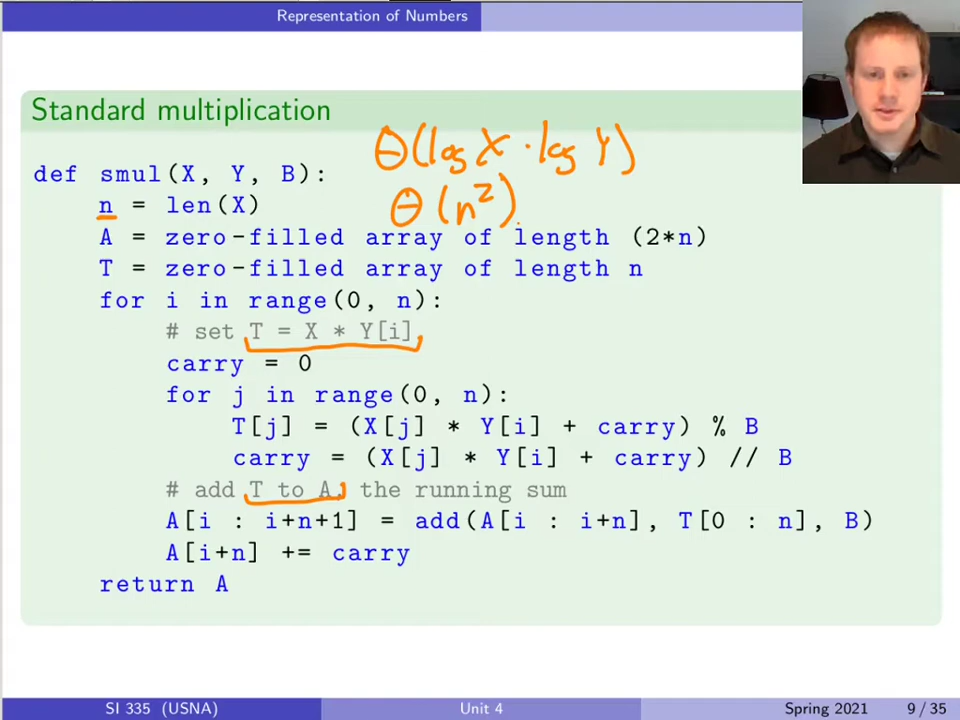 Representation of Numbers
Standard multiplication
Θ(log X · log Y)
def smul(X, Y, B):
Θ(n²)
n = len(X)
A = zero-filled array of length (2*n)
T = zero-filled array of length n
for i in range(0, n):
# set T = X * Y[i]
carry = 0
for j in range(0, n):
T[j] = (X[j] * Y[i] + carry) % B
carry = (X[j] * Y[i] + carry) // B
# add T to A, the running sum
A[i : i+n+1] = add(A[i : i+n], T[0 : n], B)
A[i+n] += carry
return A
SI 335 (USNA) Unit 4 Spring 2021 9 / 35